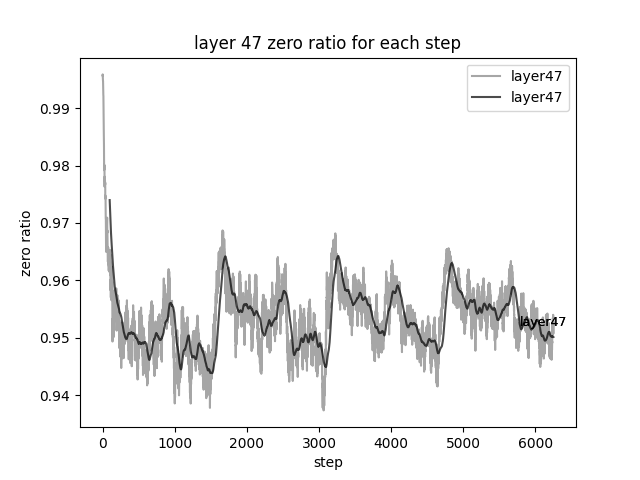 layer 47 zero ratio for each step
layer47
layer47
0.99
0.98
0.97
0.96
0.95
0.94
zero ratio
layer47
0
1000
2000
3000
4000
5000
6000
step